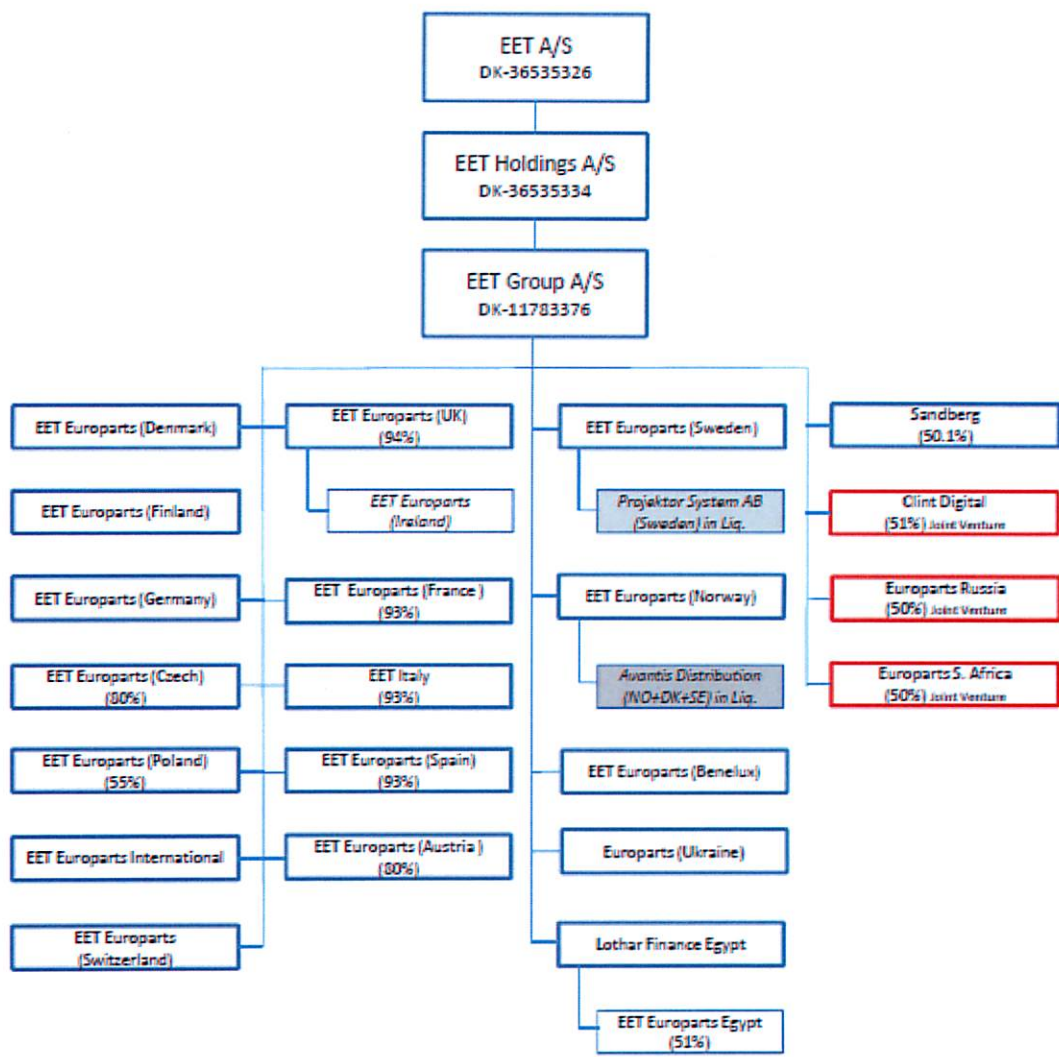 EET A/S
DK-36535326
EET Holdings A/S
DK-36535334
EET Group A/S
DK-11783376
EET Europarts (Denmark)
EET Europarts (UK)
(94%)
EET Europarts (Sweden)
Sandberg
(50.1%)
EET Europarts (Finland)
EET Europarts
(Ireland)
Projektor System AB
(Sweden) in Liq.
Clint Digital
(51%) Joint Venture
EET Europarts (Germany)
EET Europarts (France)
(93%)
EET Europarts (Norway)
Europarts Russia
(50%) Joint Venture
EET Europarts (Czech)
(80%)
EET Italy
(93%)
Avantis Distribution
(NO+DK+SE) in Liq.
Europarts S. Africa
(50%) Joint Venture
EET Europarts (Poland)
(55%)
EET Europarts (Spain)
(93%)
EET Europarts (Benelux)
EET Europarts International
EET Europarts (Austria)
(80%)
Europarts (Ukraine)
EET Europarts
(Switzerland)
Lothar Finance Egypt
EET Europarts Egypt
(51%)